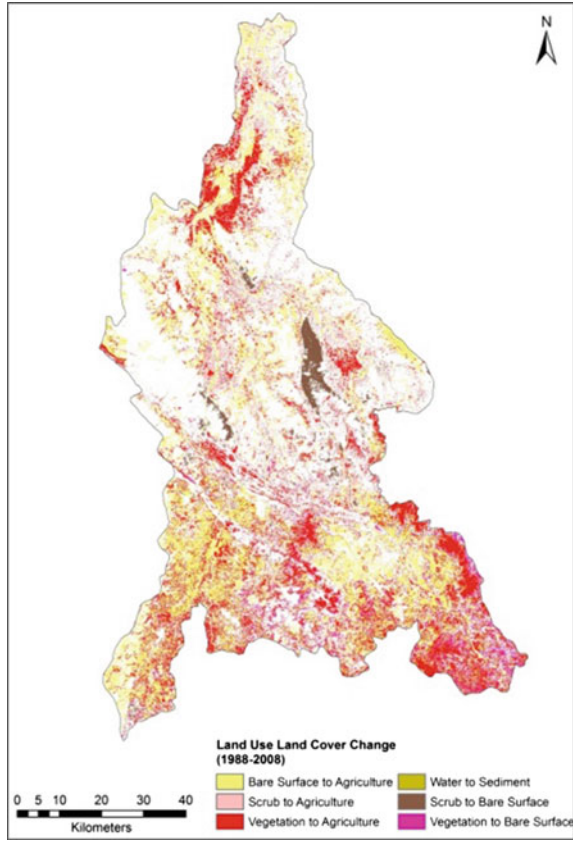 N
Land Use Land Cover Change
(1988-2008)
Bare Surface to Agriculture
Water to Sediment
Scrub to Agriculture
Scrub to Bare Surface
Vegetation to Agriculture
Vegetation to Bare Surface
0 5 10 20 30 40
Kilometers